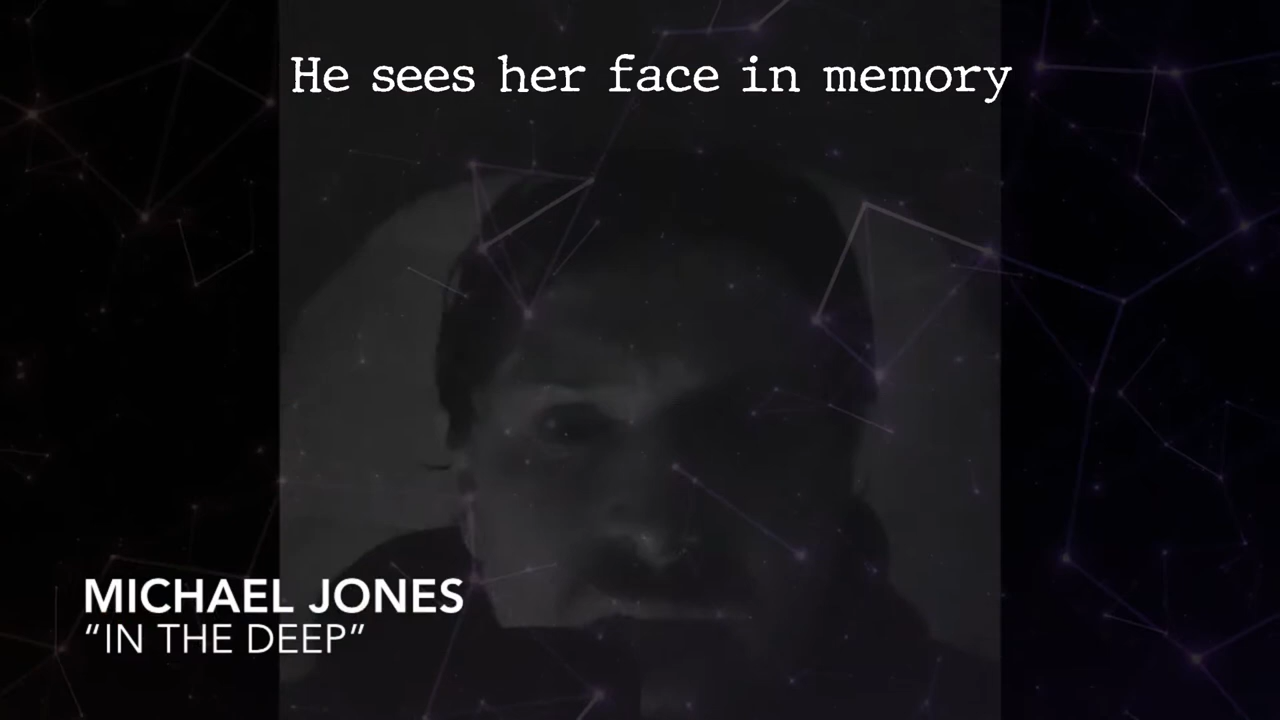 He sees her face in memory
MICHAEL JONES
“IN THE DEEP”